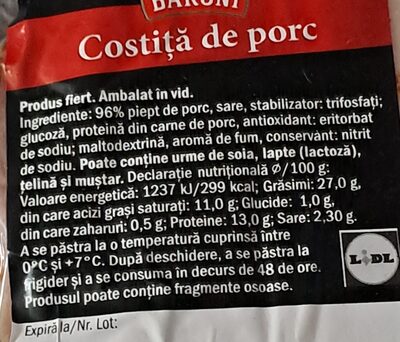 BARONI
Costiță de porc
Produs fiert. Ambalat în vid.
Ingrediente: 96% piept de porc, sare, stabilizator: trifosfați;
glucoză, proteină din carne de porc, antioxidant: eritorbat
de sodiu; maltodextrină, aromă de fum, conservant: nitrit
de sodiu. Poate conține urme de soia, lapte (lactoză),
țelină și muștar. Declarație nutrițională Ø/100 g:
Valoare energetică: 1237 kJ/299 kcal; Grăsimi: 27,0 g,
din care acizi grași saturați: 11,0 g; Glucide: 1,0 g,
din care zaharuri: 0,5 g; Proteine: 13,0 g; Sare: 2,30 g.
A se păstra la o temperatură cuprinsă între
0°C și +7°C. După deschidere, a se păstra la
frigider și a se consuma în decurs de 48 de ore.
Produsul poate conține fragmente osoase.
LIDL
Expiră la/Nr. Lot: